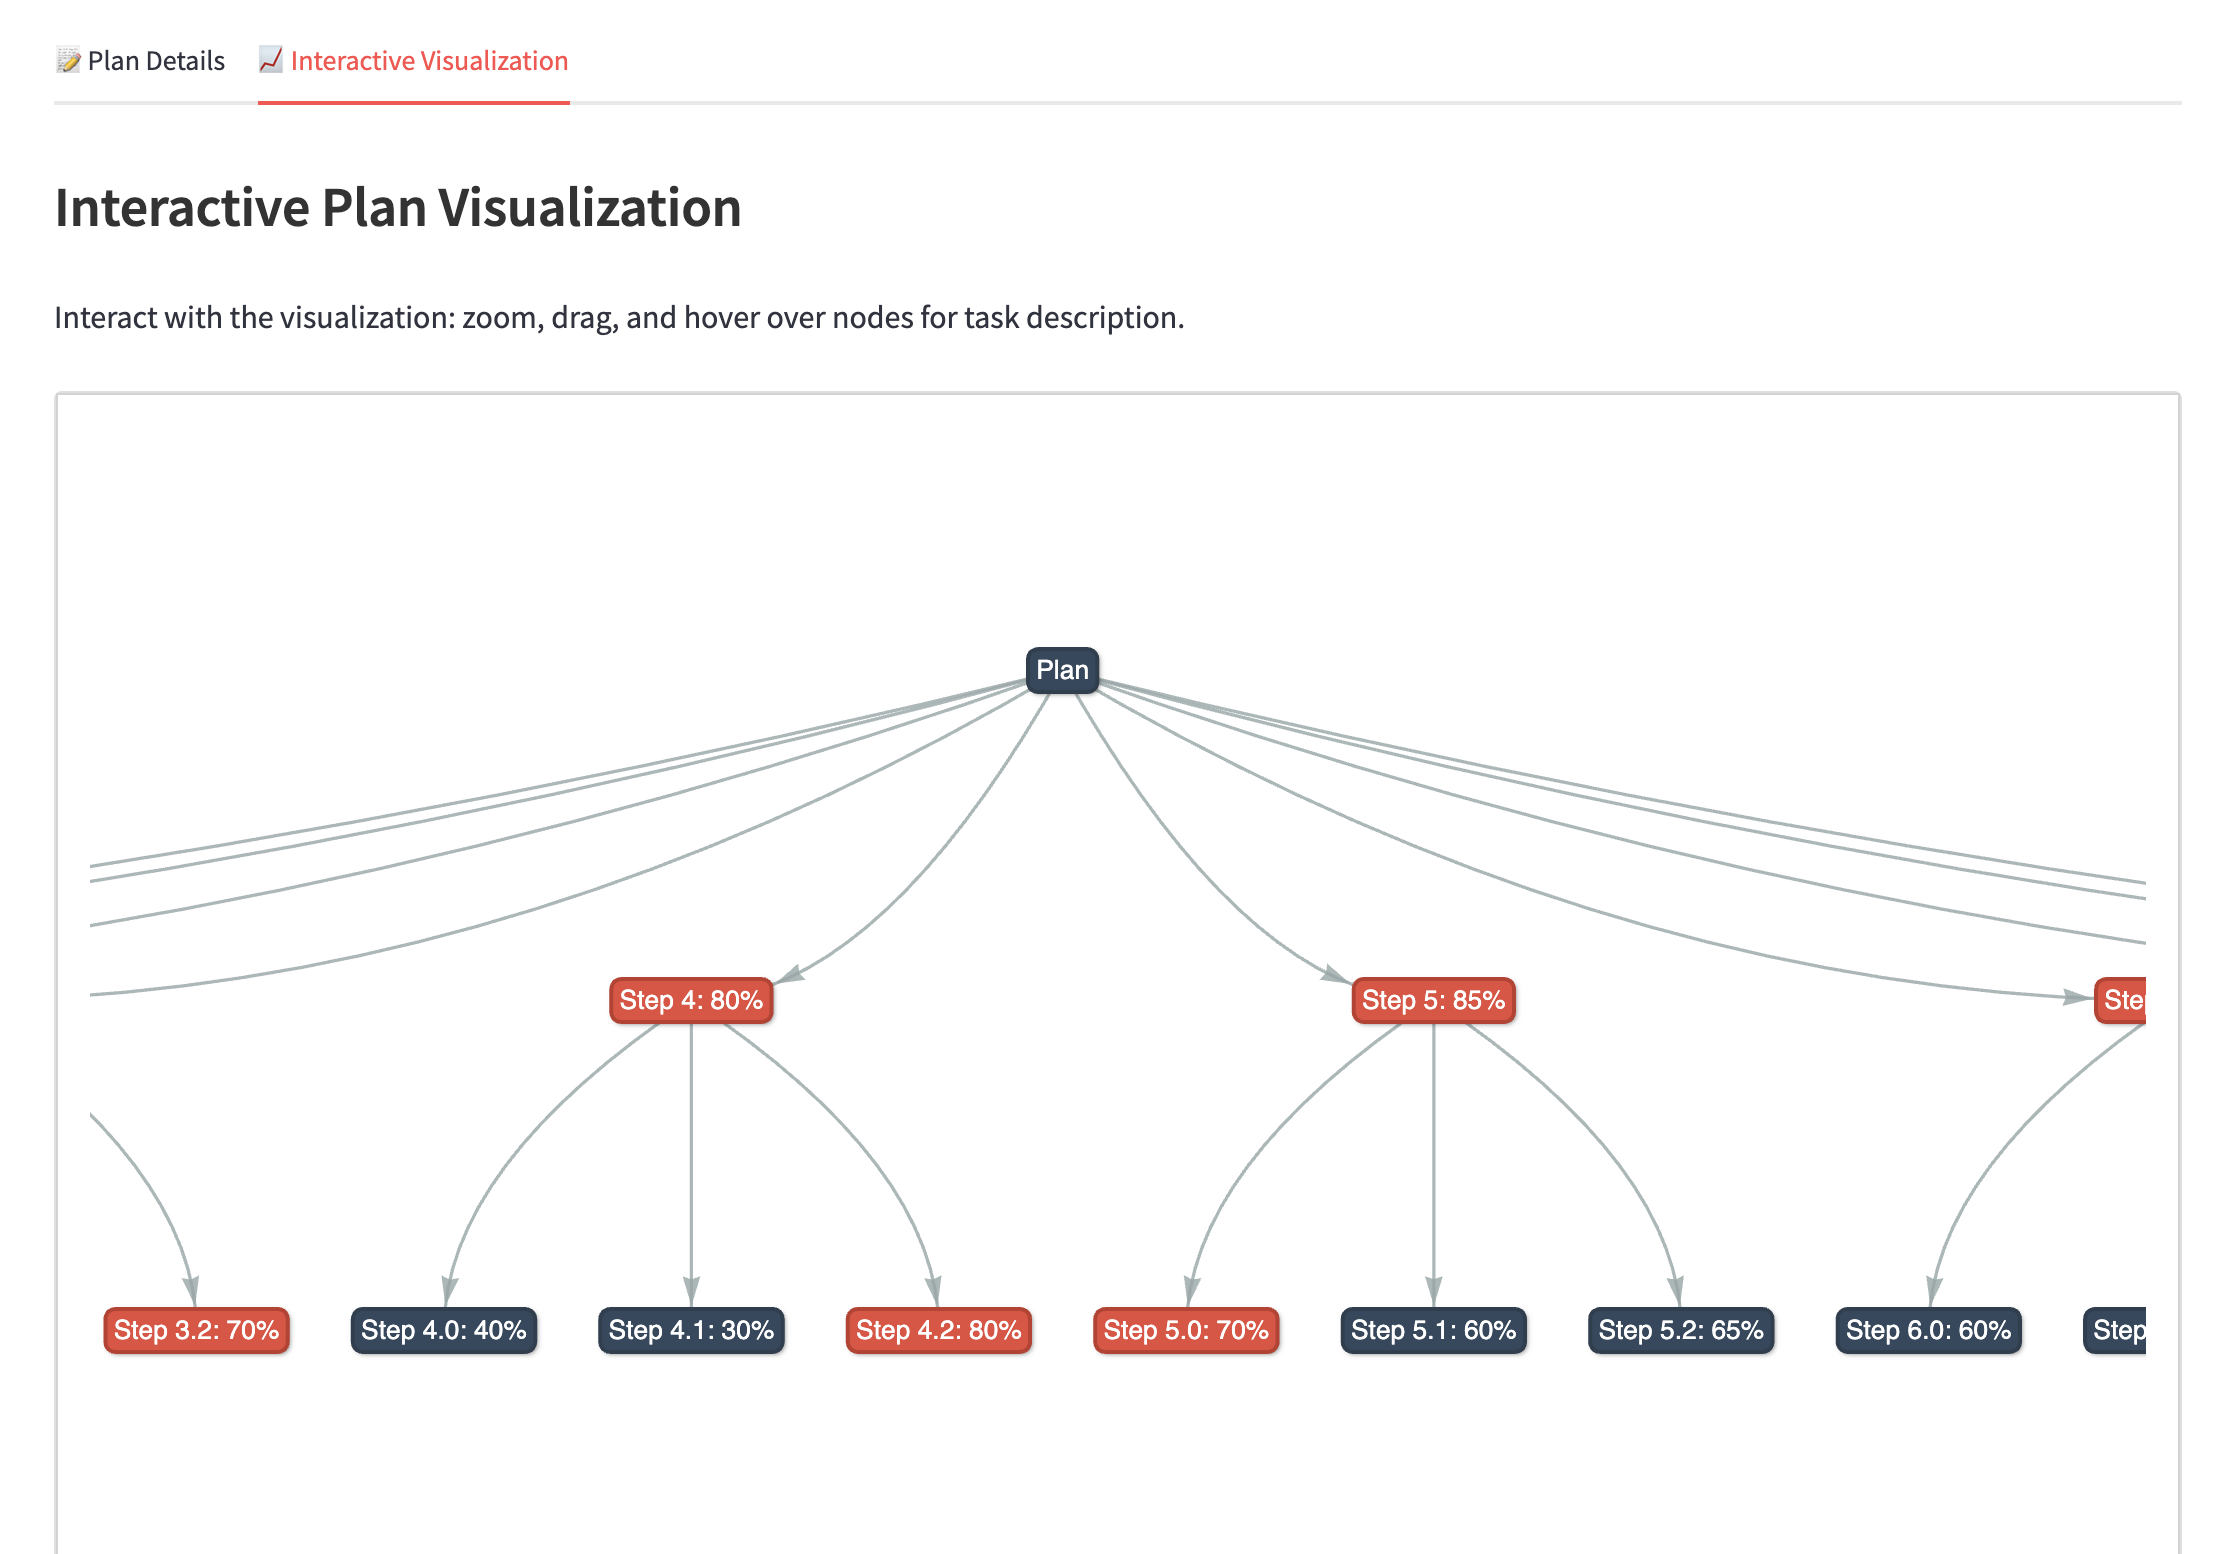 Plan Details
Interactive Visualization
Interactive Plan Visualization
Interact with the visualization: zoom, drag, and hover over nodes for task description.
Plan
Step 4: 80%
Step 5: 85%
Step 3.2: 70%
Step 4.0: 40%
Step 4.1: 30%
Step 4.2: 80%
Step 5.0: 70%
Step 5.1: 60%
Step 5.2: 65%
Step 6.0: 60%
Step